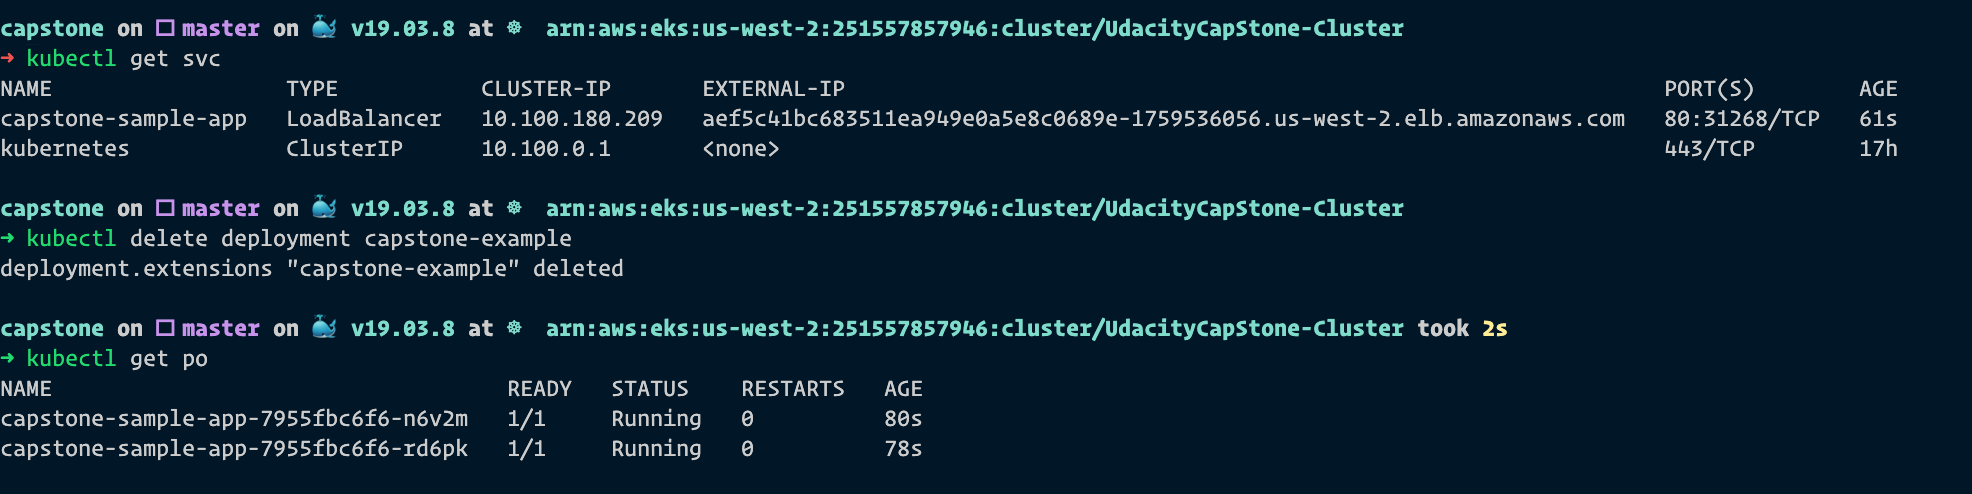 capstone on master on v19.03.8 at arn:aws:eks:us-west-2:251557857946:cluster/UdacityCapStone-Cluster
→ kubectl get svc
NAME TYPE CLUSTER-IP EXTERNAL-IP PORT(S) AGE
capstone-sample-app LoadBalancer 10.100.180.209 aef5c41bc683511ea949e0a5e8c0689e-1759536056.us-west-2.elb.amazonaws.com 80:31268/TCP 61s
kubernetes ClusterIP 10.100.0.1 <none> 443/TCP 17h
capstone on master on v19.03.8 at arn:aws:eks:us-west-2:251557857946:cluster/UdacityCapStone-Cluster
→ kubectl delete deployment capstone-example
deployment.extensions "capstone-example" deleted
capstone on master on v19.03.8 at arn:aws:eks:us-west-2:251557857946:cluster/UdacityCapStone-Cluster took 2s
→ kubectl get po
NAME READY STATUS RESTARTS AGE
capstone-sample-app-7955fbc6f6-n6v2m 1/1 Running 0 80s
capstone-sample-app-7955fbc6f6-rd6pk 1/1 Running 0 78s